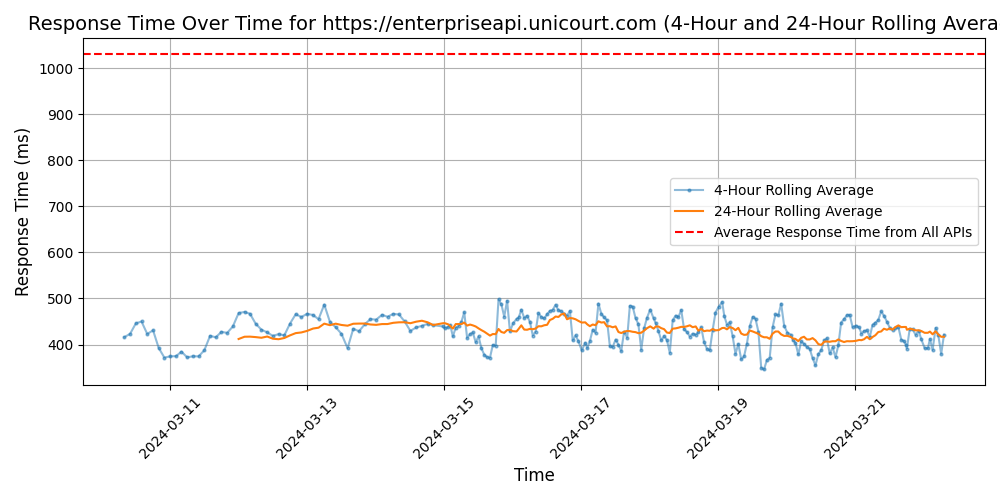 Response Time Over Time for https://enterpriseapi.unicourt.com (4-Hour and 24-Hour Rolling Avera
Response Time (ms)
1000
900
800
700
600
500
400
4-Hour Rolling Average
24-Hour Rolling Average
Average Response Time from All APIs
2024-03-11
2024-03-13
2024-03-15
2024-03-17
2024-03-19
2024-03-21
Time